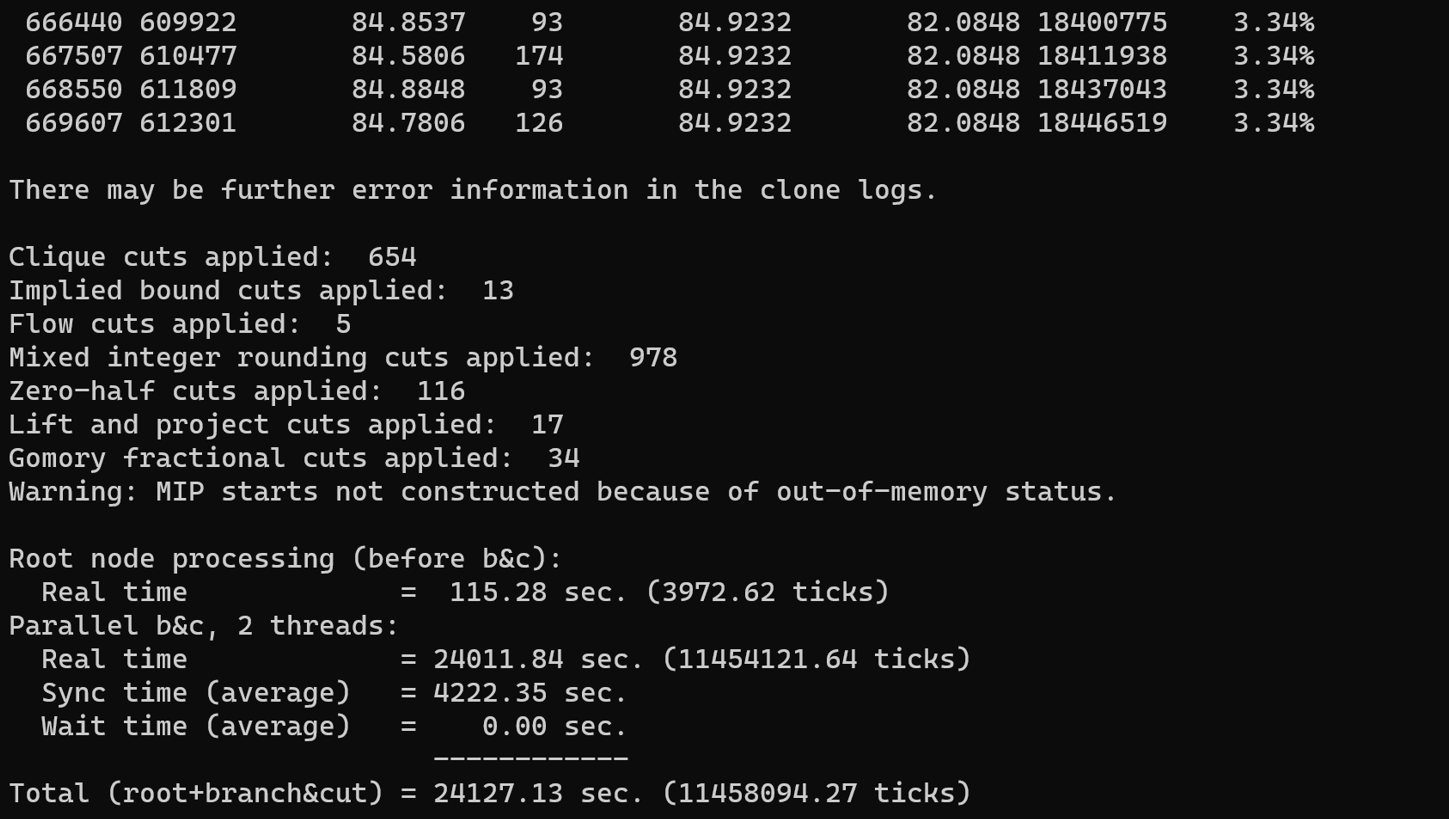 666440 609922 84.8537 93 84.9232 82.0848 18400775 3.34%
667507 610477 84.5806 174 84.9232 82.0848 18411938 3.34%
668550 611809 84.8848 93 84.9232 82.0848 18437043 3.34%
669607 612301 84.7806 126 84.9232 82.0848 18446519 3.34%
There may be further error information in the clone logs.
Clique cuts applied:  654
Implied bound cuts applied:  13
Flow cuts applied:  5
Mixed integer rounding cuts applied:  978
Zero-half cuts applied:  116
Lift and project cuts applied:  17
Gomory fractional cuts applied:  34
Warning: MIP starts not constructed because of out-of-memory status.
Root node processing (before b&c):
  Real time             =  115.28 sec. (3972.62 ticks)
Parallel b&c, 2 threads:
  Real time             = 24011.84 sec. (11454121.64 ticks)
  Sync time (average)   = 4222.35 sec.
  Wait time (average)   =    0.00 sec.
                          ------------
Total (root+branch&cut) = 24127.13 sec. (11458094.27 ticks)